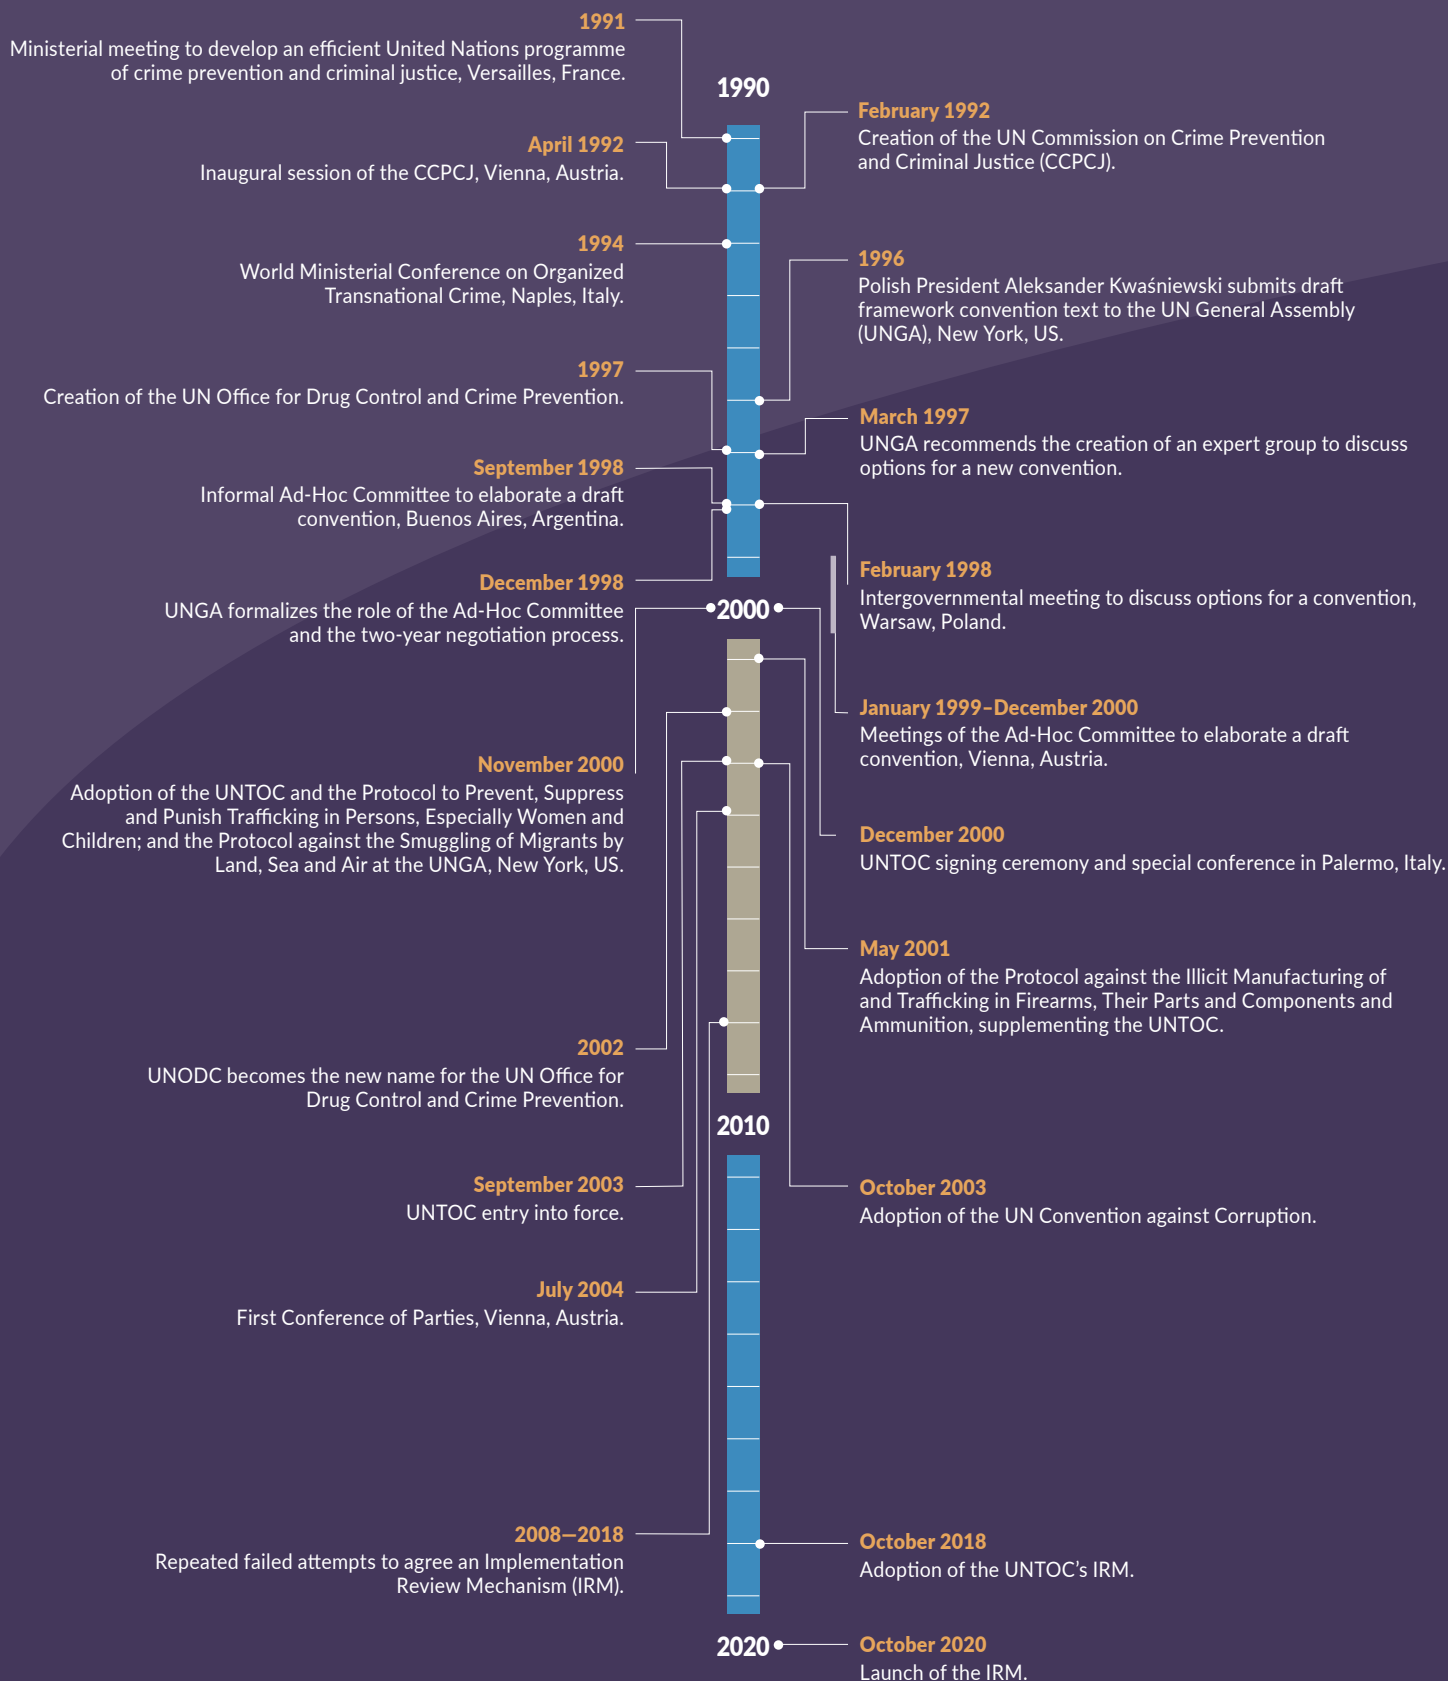 1991
Ministerial meeting to develop an efficient United Nations programme
of crime prevention and criminal justice, Versailles, France.
1990
February 1992
Creation of the UN Commission on Crime Prevention
and Criminal Justice (CCPCJ).
April 1992
Inaugural session of the CCPCJ, Vienna, Austria.
1994
World Ministerial Conference on Organized
Transnational Crime, Naples, Italy.
1996
Polish President Aleksander Kwaśniewski submits draft
framework convention text to the UN General Assembly
(UNGA), New York, US.
1997
Creation of the UN Office for Drug Control and Crime Prevention.
March 1997
UNGA recommends the creation of an expert group to discuss
options for a new convention.
September 1998
Informal Ad-Hoc Committee to elaborate a draft
convention, Buenos Aires, Argentina.
February 1998
Intergovernmental meeting to discuss options for a convention,
Warsaw, Poland.
December 1998
UNGA formalizes the role of the Ad-Hoc Committee
and the two-year negotiation process.
2000
January 1999–December 2000
Meetings of the Ad-Hoc Committee to elaborate a draft
convention, Vienna, Austria.
November 2000
Adoption of the UNTOC and the Protocol to Prevent, Suppress
and Punish Trafficking in Persons, Especially Women and
Children; and the Protocol against the Smuggling of Migrants by
Land, Sea and Air at the UNGA, New York, US.
December 2000
UNTOC signing ceremony and special conference in Palermo, Italy.
May 2001
Adoption of the Protocol against the Illicit Manufacturing of
and Trafficking in Firearms, Their Parts and Components and
Ammunition, supplementing the UNTOC.
2002
UNODC becomes the new name for the UN Office for
Drug Control and Crime Prevention.
2010
September 2003
UNTOC entry into force.
October 2003
Adoption of the UN Convention against Corruption.
July 2004
First Conference of Parties, Vienna, Austria.
2008—2018
Repeated failed attempts to agree an Implementation
Review Mechanism (IRM).
October 2018
Adoption of the UNTOC’s IRM.
2020
October 2020
Launch of the IRM.